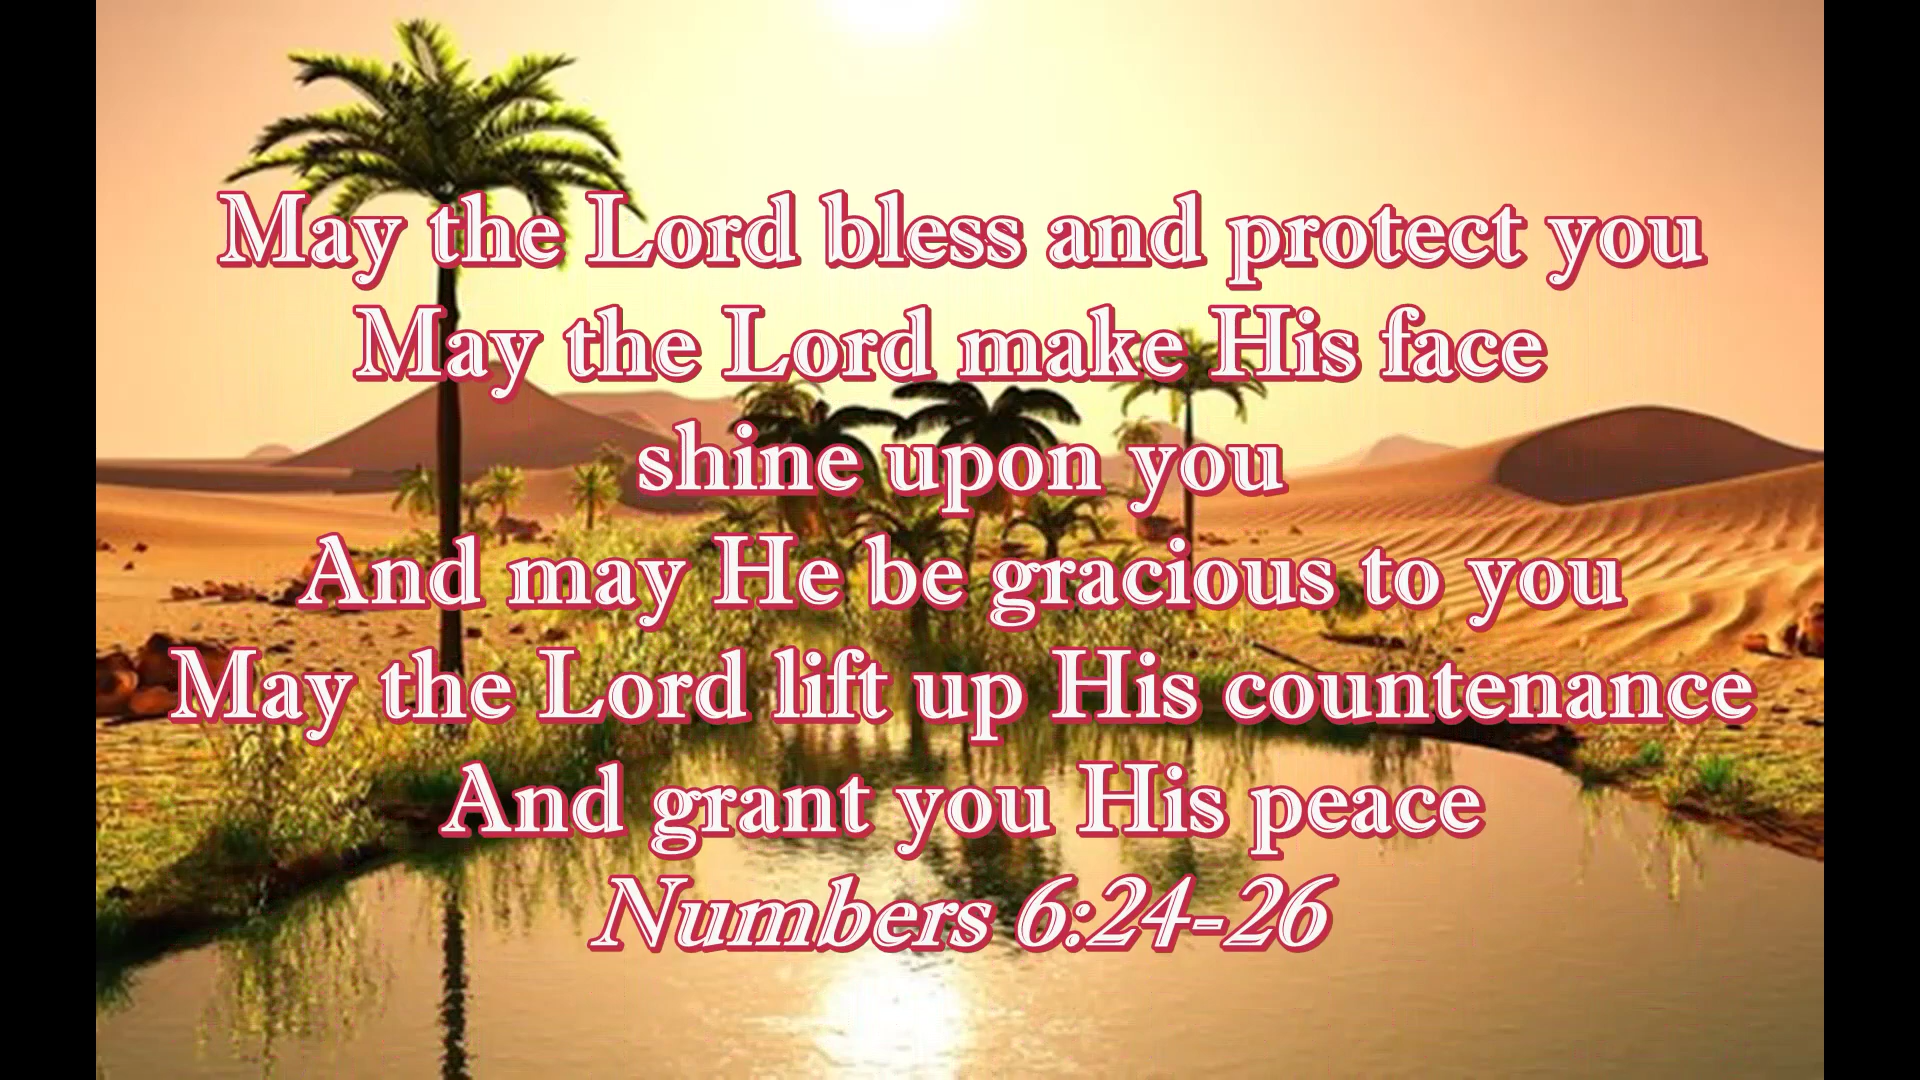 May the Lord bless and protect you
May the Lord make His face
shine upon you
And may He be gracious to you
May the Lord lift up His countenance
And grant you His peace
Numbers 6:24-26